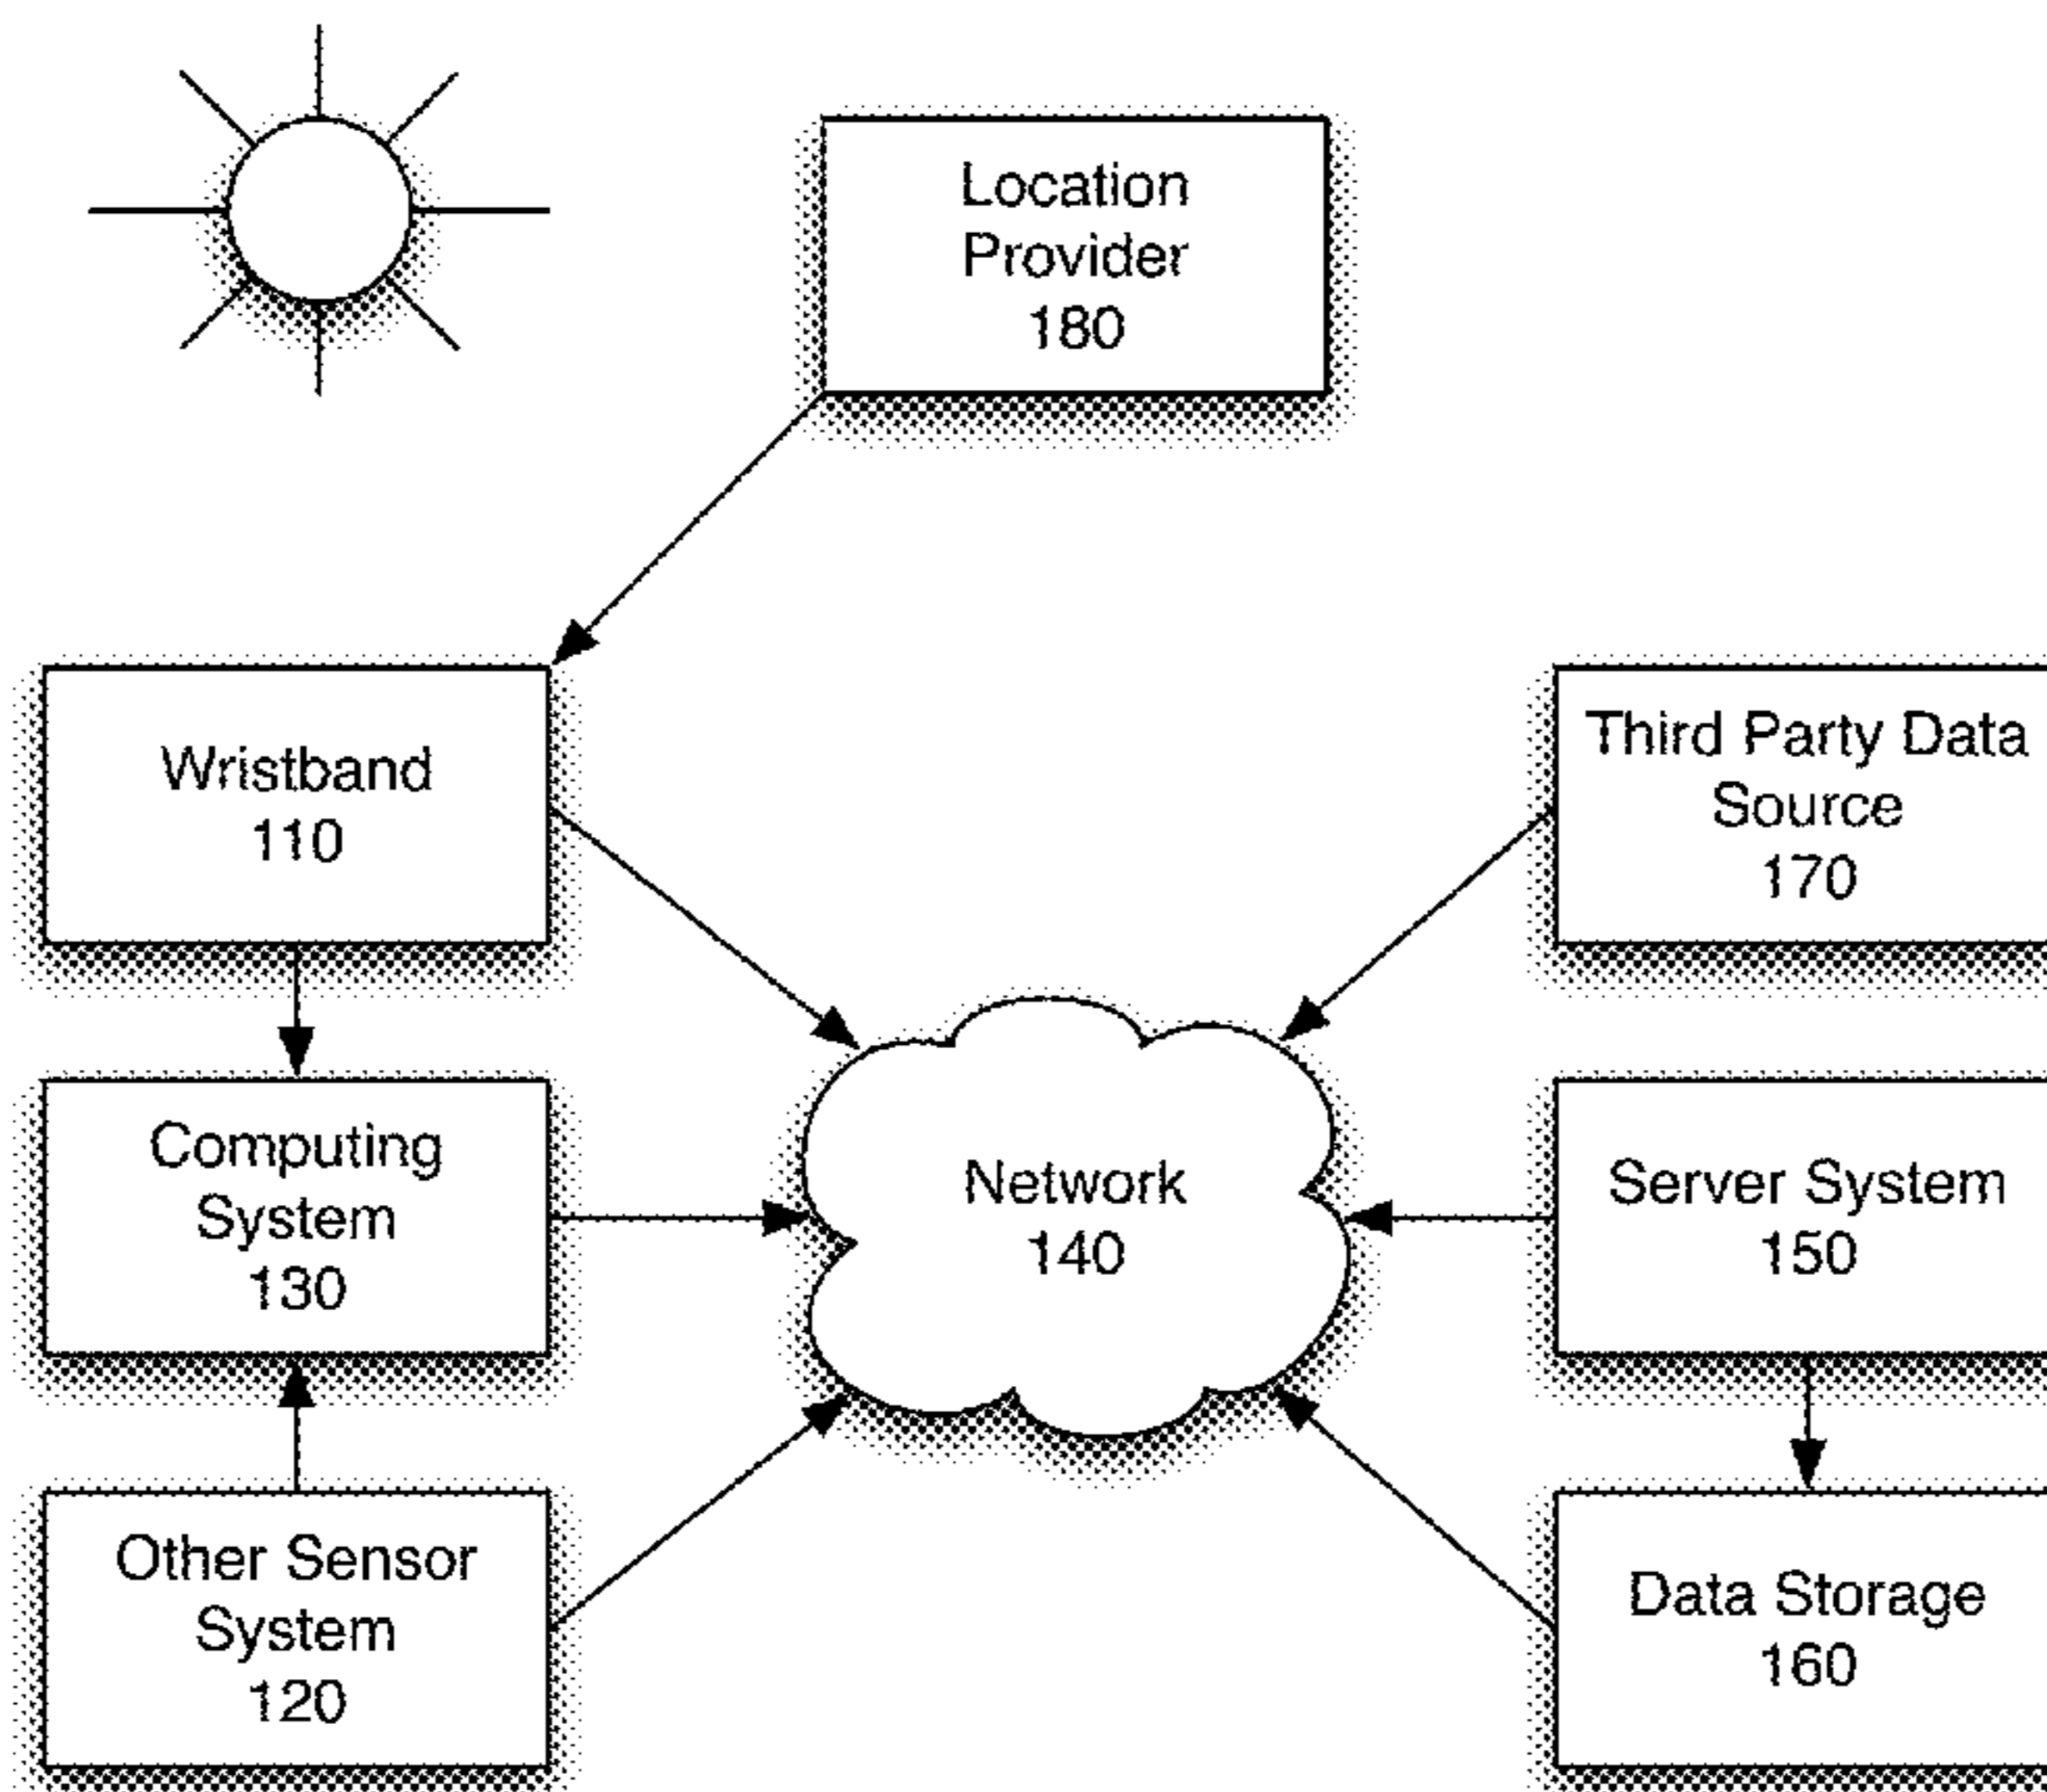 Location
Provider
180
Wristband
110
Third Party Data
Source
170
Computing
System
130
Network
140
Server System
150
Other Sensor
System
120
Data Storage
160